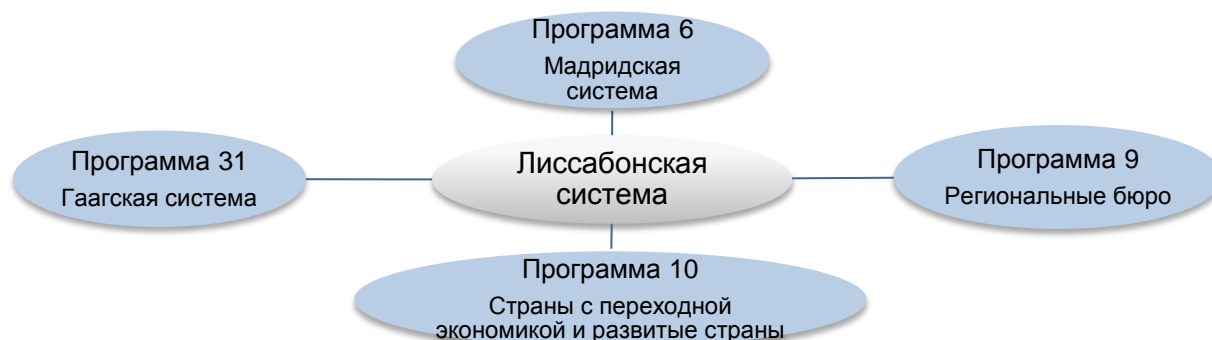 Программа 6
Мадридская
система
Программа 31
Гаагская система
Лиссабонская
система
Программа 9
Региональные бюро
Программа 10
Страны с переходной
экономикой и развитые страны